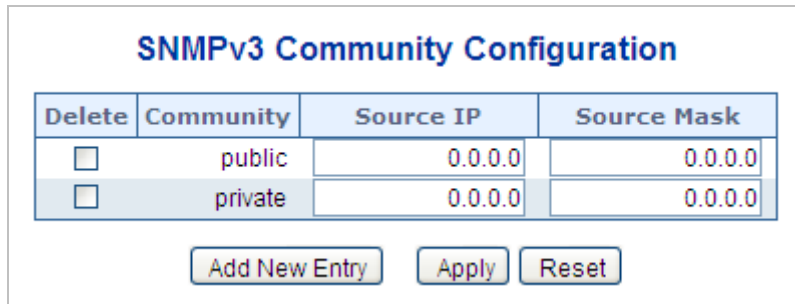 SNMPv3 Community Configuration
Delete Community Source IP Source Mask
public 0.0.0.0 0.0.0.0
private 0.0.0.0 0.0.0.0
Add New Entry Apply Reset